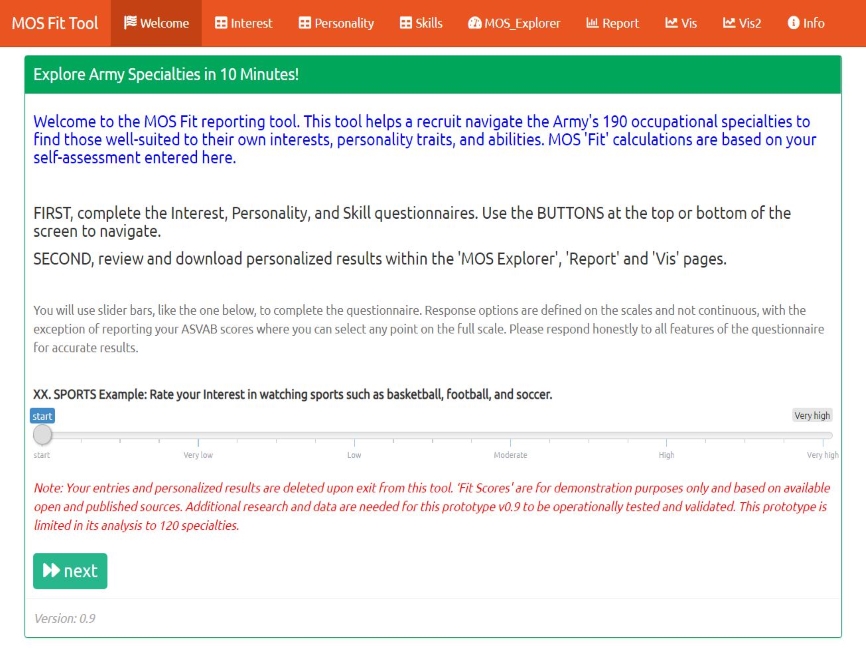 MOS Fit Tool Welcome Interest Personality Skills MOS_Explorer Report Vis Vis2 Info
Explore Army Specialties in 10 Minutes!
Welcome to the MOS Fit reporting tool. This tool helps a recruit navigate the Army's 190 occupational specialties to
find those well-suited to their own interests, personality traits, and abilities. MOS 'Fit' calculations are based on your
self-assessment entered here.
FIRST, complete the Interest, Personality, and Skill questionnaires. Use the BUTTONS at the top or bottom of the
screen to navigate.
SECOND, review and download personalized results within the 'MOS Explorer', 'Report' and 'Vis' pages.
You will use slider bars, like the one below, to complete the questionnaire. Response options are defined on the scales and not continuous, with the
exception of reporting your ASVAB scores where you can select any point on the full scale. Please respond honestly to all features of the questionnaire
for accurate results.
XX. SPORTS Example: Rate your Interest in watching sports such as basketball, football, and soccer.
start Very high
start Very low Low Moderate High Very high
Note: Your entries and personalized results are deleted upon exit from this tool. 'Fit Scores' are for demonstration purposes only and based on available
open and published sources. Additional research and data are needed for this prototype v0.9 to be operationally tested and validated. This prototype is
limited in its analysis to 120 specialties.
next
Version: 0.9